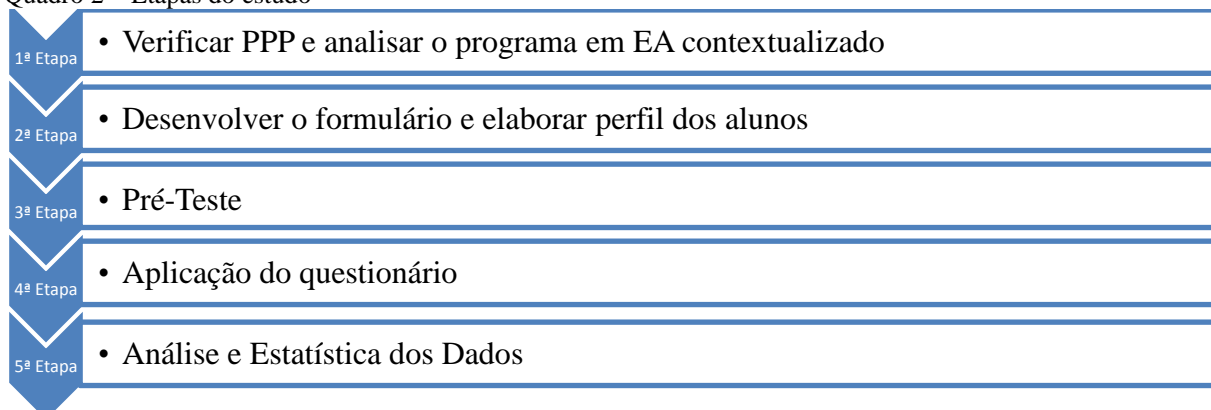 Quadro 2 – Etapas do estudo
1ª Etapa
• Verificar PPP e analisar o programa em EA contextualizado
2ª Etapa
• Desenvolver o formulário e elaborar perfil dos alunos
3ª Etapa
• Pré-Teste
4ª Etapa
• Aplicação do questionário
5ª Etapa
• Análise e Estatística dos Dados